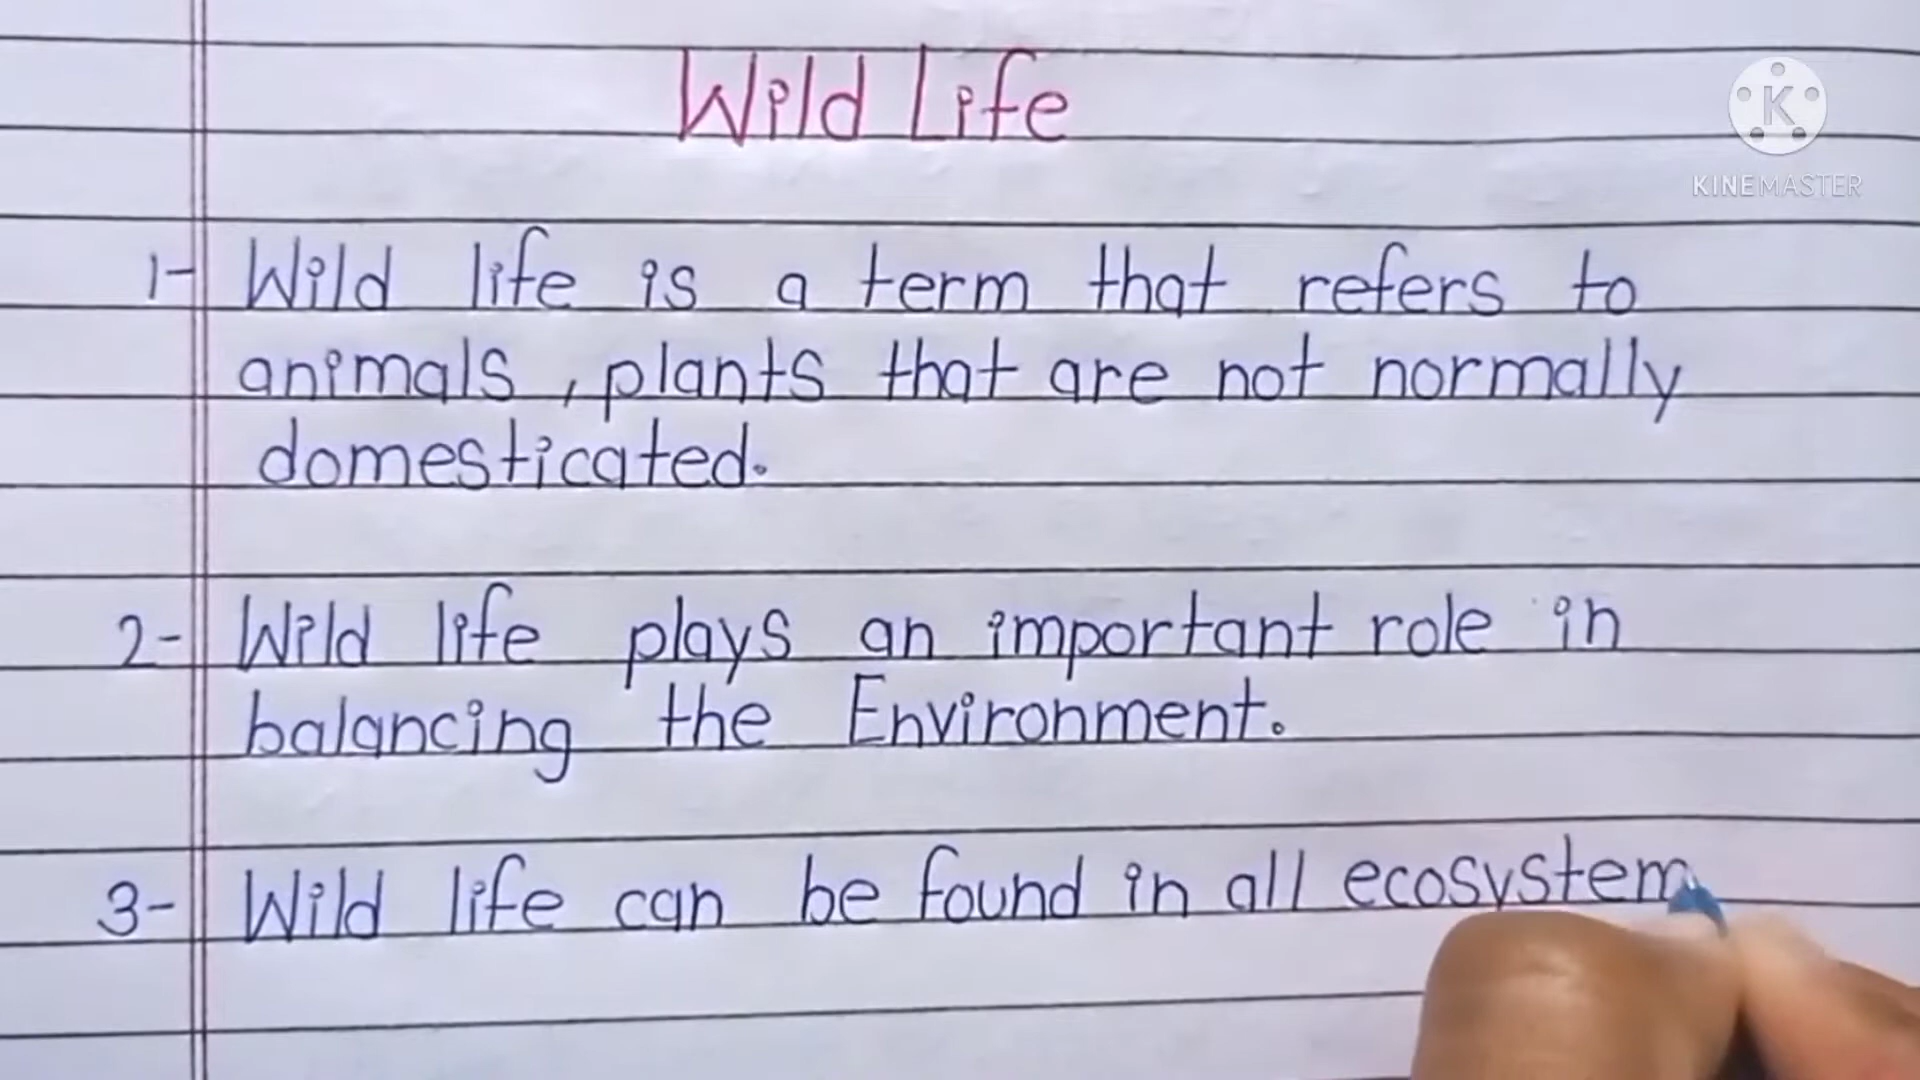 Wild Life
K
KINEMASTER
1- Wild life is a term that refers to
animals, plants that are not normally
domesticated.
2- Wild life plays an important role in
balancing the Environment.
3- Wild life can be found in all ecosystem